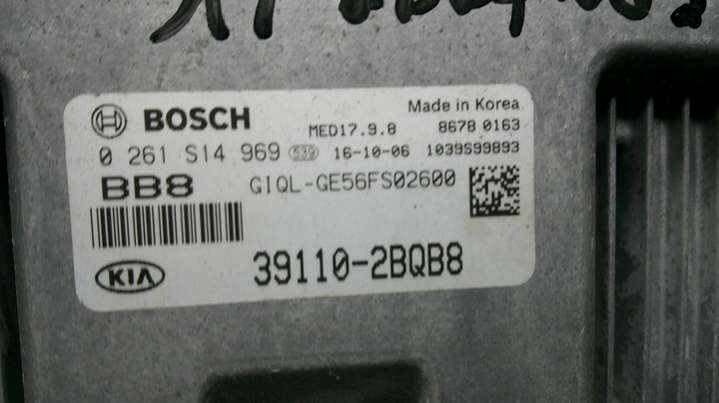 BOSCH
Made in Korea
MED17.9.8 8678 0163
0 261 S14 969 539 16-10-06 1039S99893
BB8 GIQL-GE56FS02600
KIA 39110-2BQB8